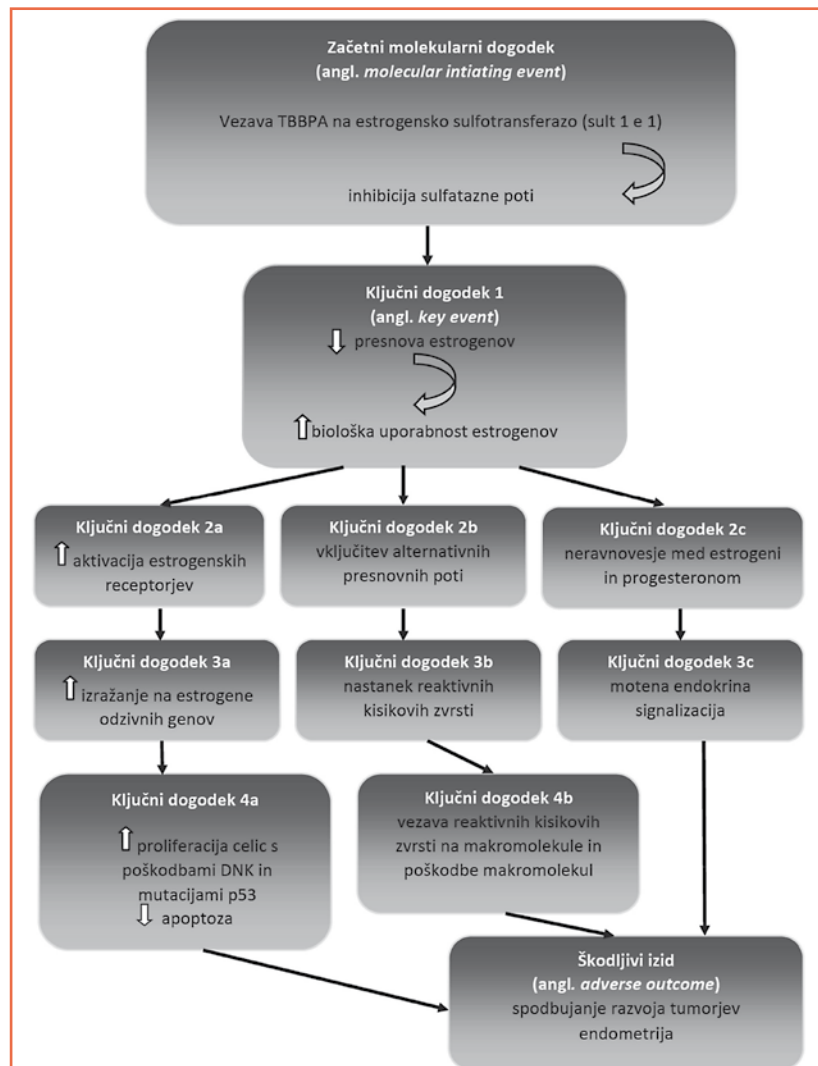 Začetni molekularni dogodek
(angl. molecular intiating event)
Vezava TBBPA na estrogensko sulfotransferazo (sult 1 e 1)
inhibicija sulfatazne poti
Ključni dogodek 1
(angl. key event)
presnova estrogenov
biološka uporabnost estrogenov
Ključni dogodek 2a
aktivacija estrogenskih
receptorjev
Ključni dogodek 2b
vključitev alternativnih
presnovnih poti
Ključni dogodek 2c
neravnovesje med estrogeni
in progesteronom
Ključni dogodek 3a
izražanje na estrogene
odzivnih genov
Ključni dogodek 3b
nastanek reaktivnih
kisikovih zvrsti
Ključni dogodek 3c
motena endokrina
signalizacija
Ključni dogodek 4a
proliferacija celic s
poškodbami DNK in
mutacijami p53
apoptoza
Ključni dogodek 4b
vezava reaktivnih kisikovih
zvrsti na makromolekule in
poškodbe makromolekul
Škodljivi izid
(angl. adverse outcome)
spodbujanje razvoja tumorjev
endometrija